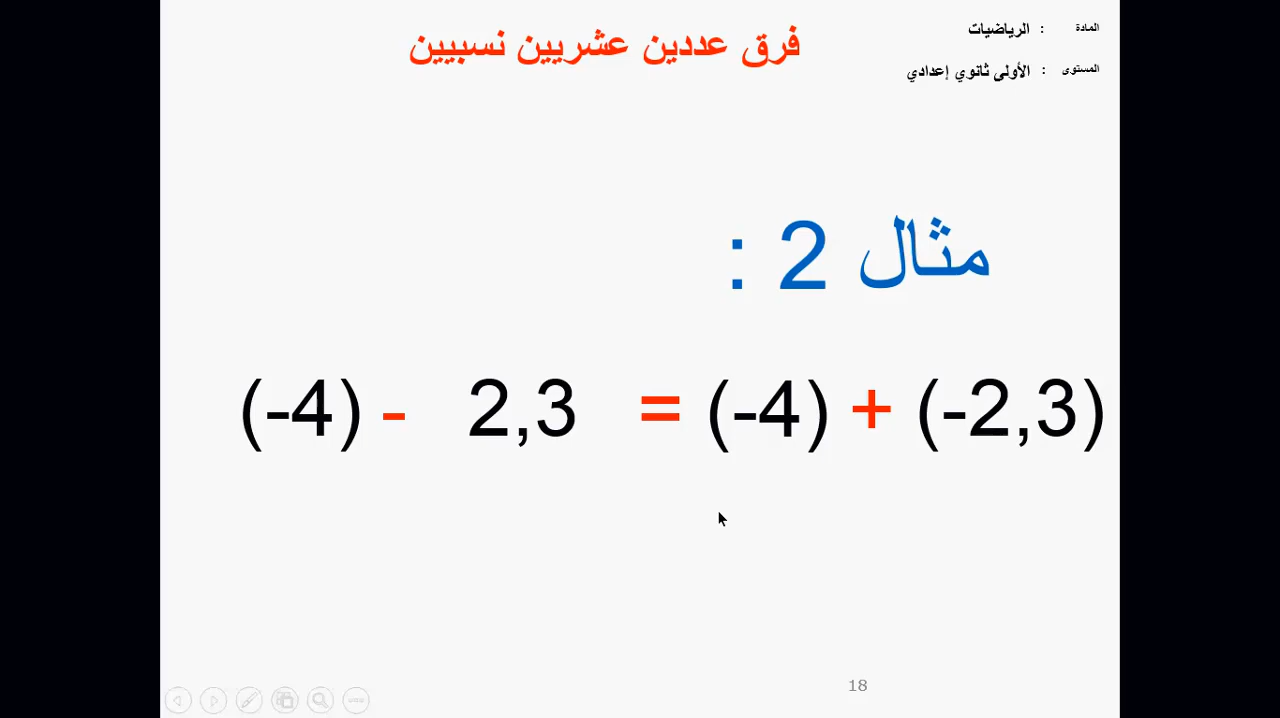 المادة : الرياضيات
فرق عددين عشريين نسبيين
المستوى : الأولى ثانوي إعدادي
مثال 2 :
(-4) - 2,3 = (-4) + (-2,3)
18